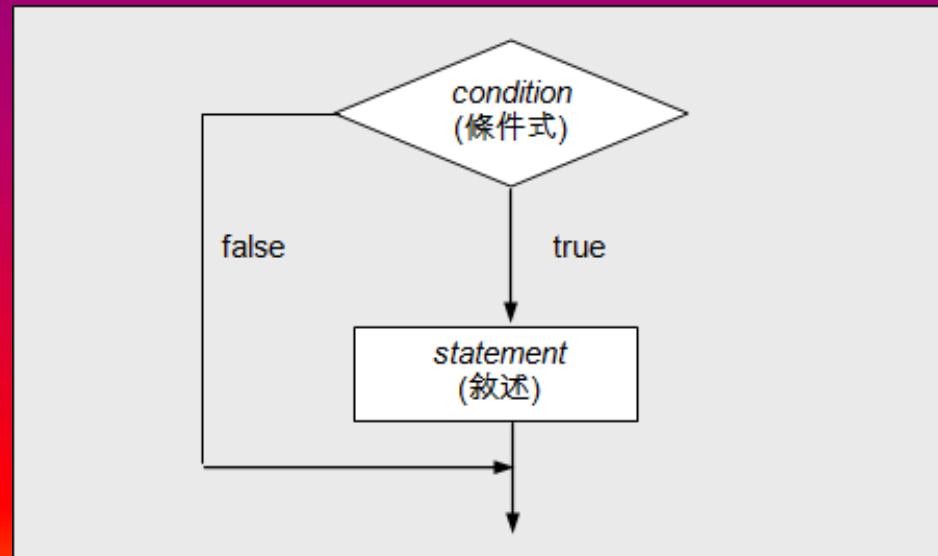 condition
(條件式)
false
true
statement
(敘述)